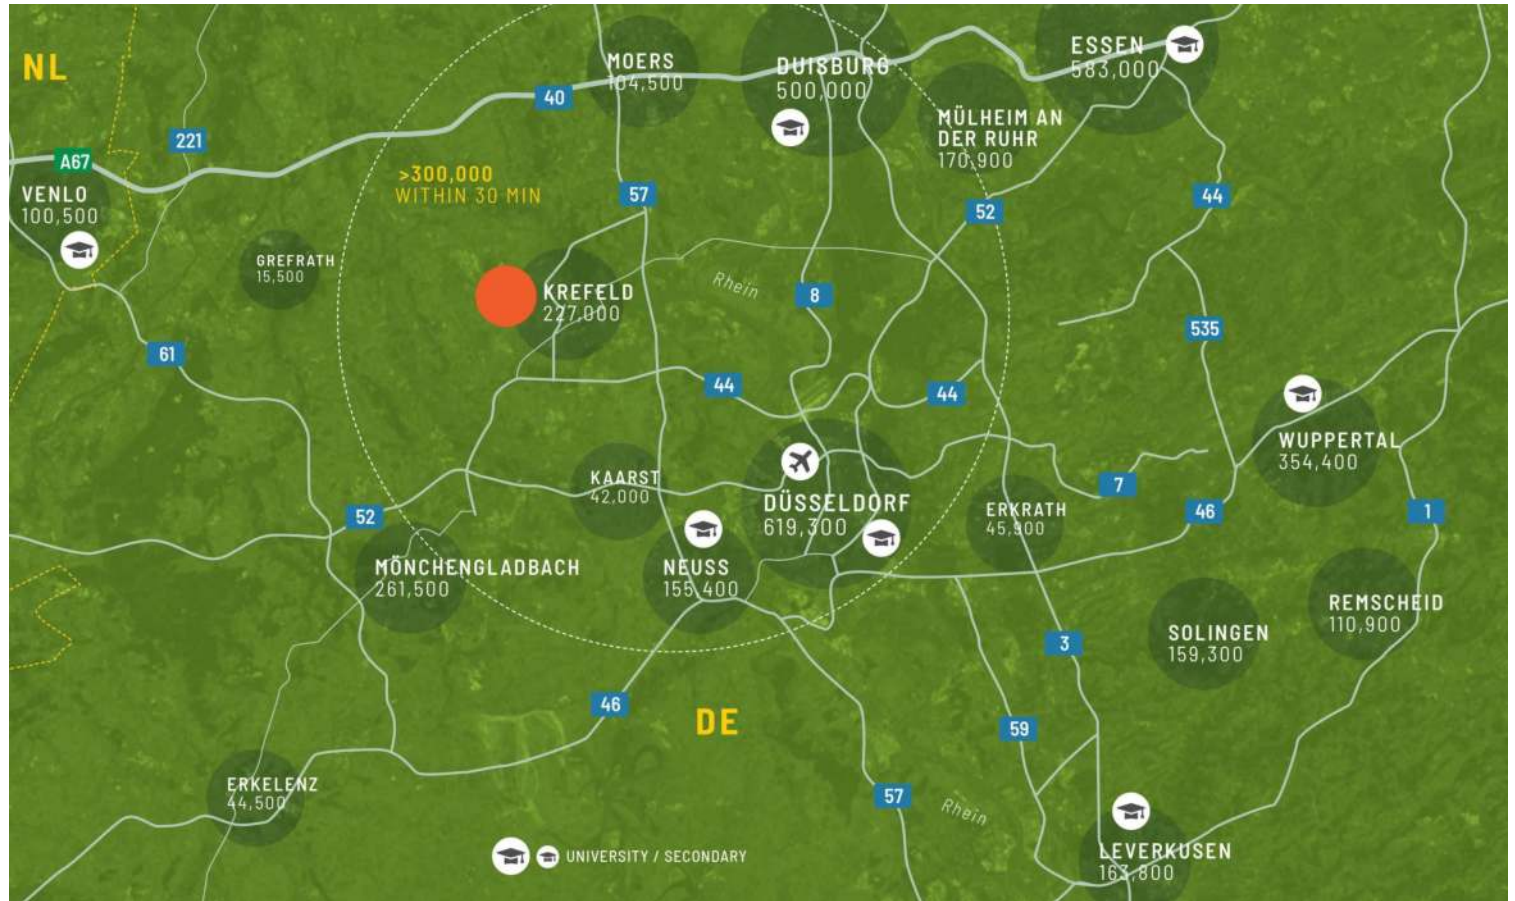 NL
MOERS
104,500
DUISBURG
500,000
ESSEN
583,000
40
MÜLHEIM AN
DER RUHR
170,900
221
A67
>300,000
WITHIN 30 MIN
VENLO
100,500
57
52
44
GREFRATH
15,500
KREFELD
227,000
Rhein
8
535
61
44
44
WUPPERTAL
354,400
KAARST
42,000
DÜSSELDORF
619,300
7
ERKRATH
45,900
46
1
52
MÖNCHENGLADBACH
261,500
NEUSS
155,400
REMSCHEID
110,900
SOLINGEN
159,300
3
46
DE
59
ERKELENZ
44,500
57
Rhein
LEVERKUSEN
163,800
UNIVERSITY / SECONDARY